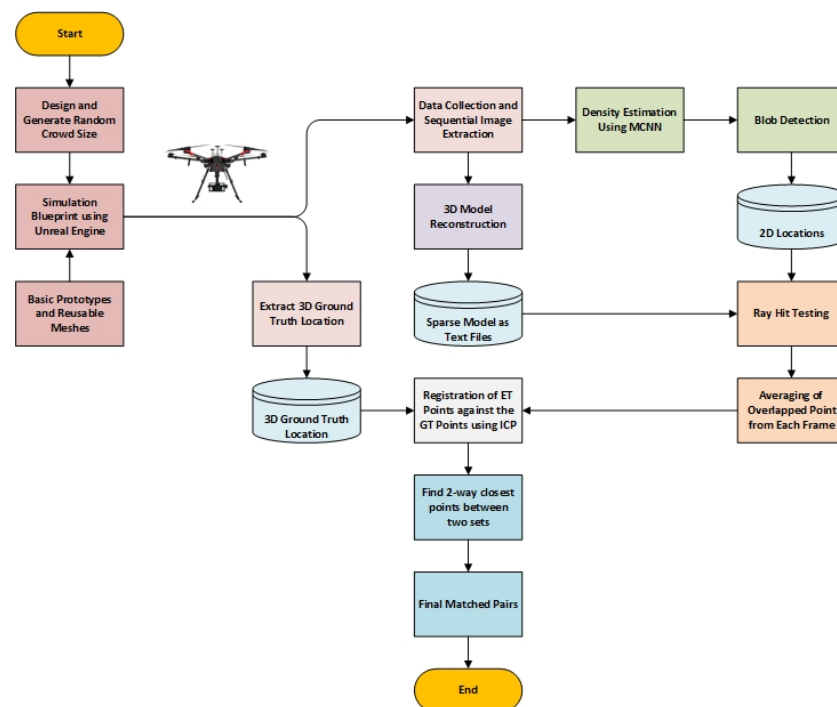 Start
Design and
Generate Random
Crowd Size
Simulation
Blueprint using
Unreal Engine
Basic Prototypes
and Reusable
Meshes
Data Collection and
Sequential Image
Extraction
Density Estimation
Using MCNN
Blob Detection
3D Model
Reconstruction
2D Locations
Extract 3D Ground
Truth Location
Sparse Model as
Text Files
Ray Hit Testing
3D Ground Truth
Location
Registration of ET
Points against the
GT Points using ICP
Averaging of
Overlapped Point
from Each Frame
Find 2-way closest
points between
two sets
Final Matched Pairs
End